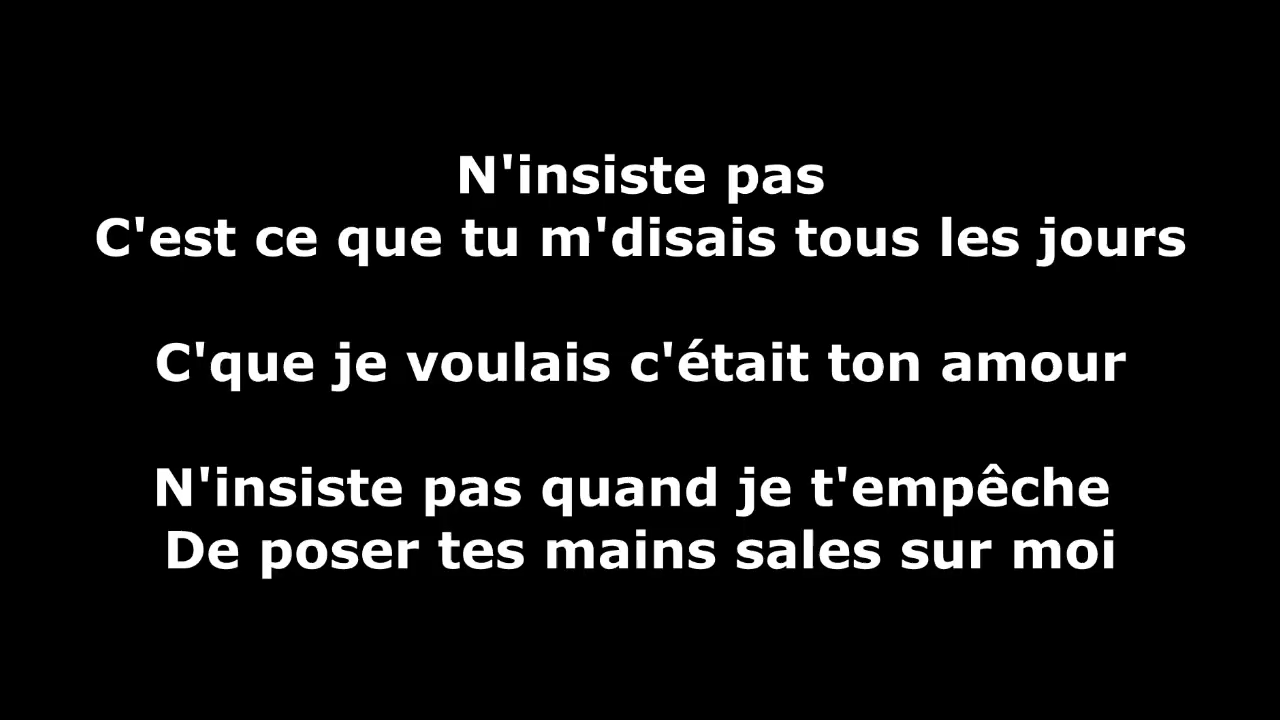 N'insiste pas
C'est ce que tu m'disais tous les jours
C'que je voulais c'était ton amour
N'insiste pas quand je t'empêche
De poser tes mains sales sur moi